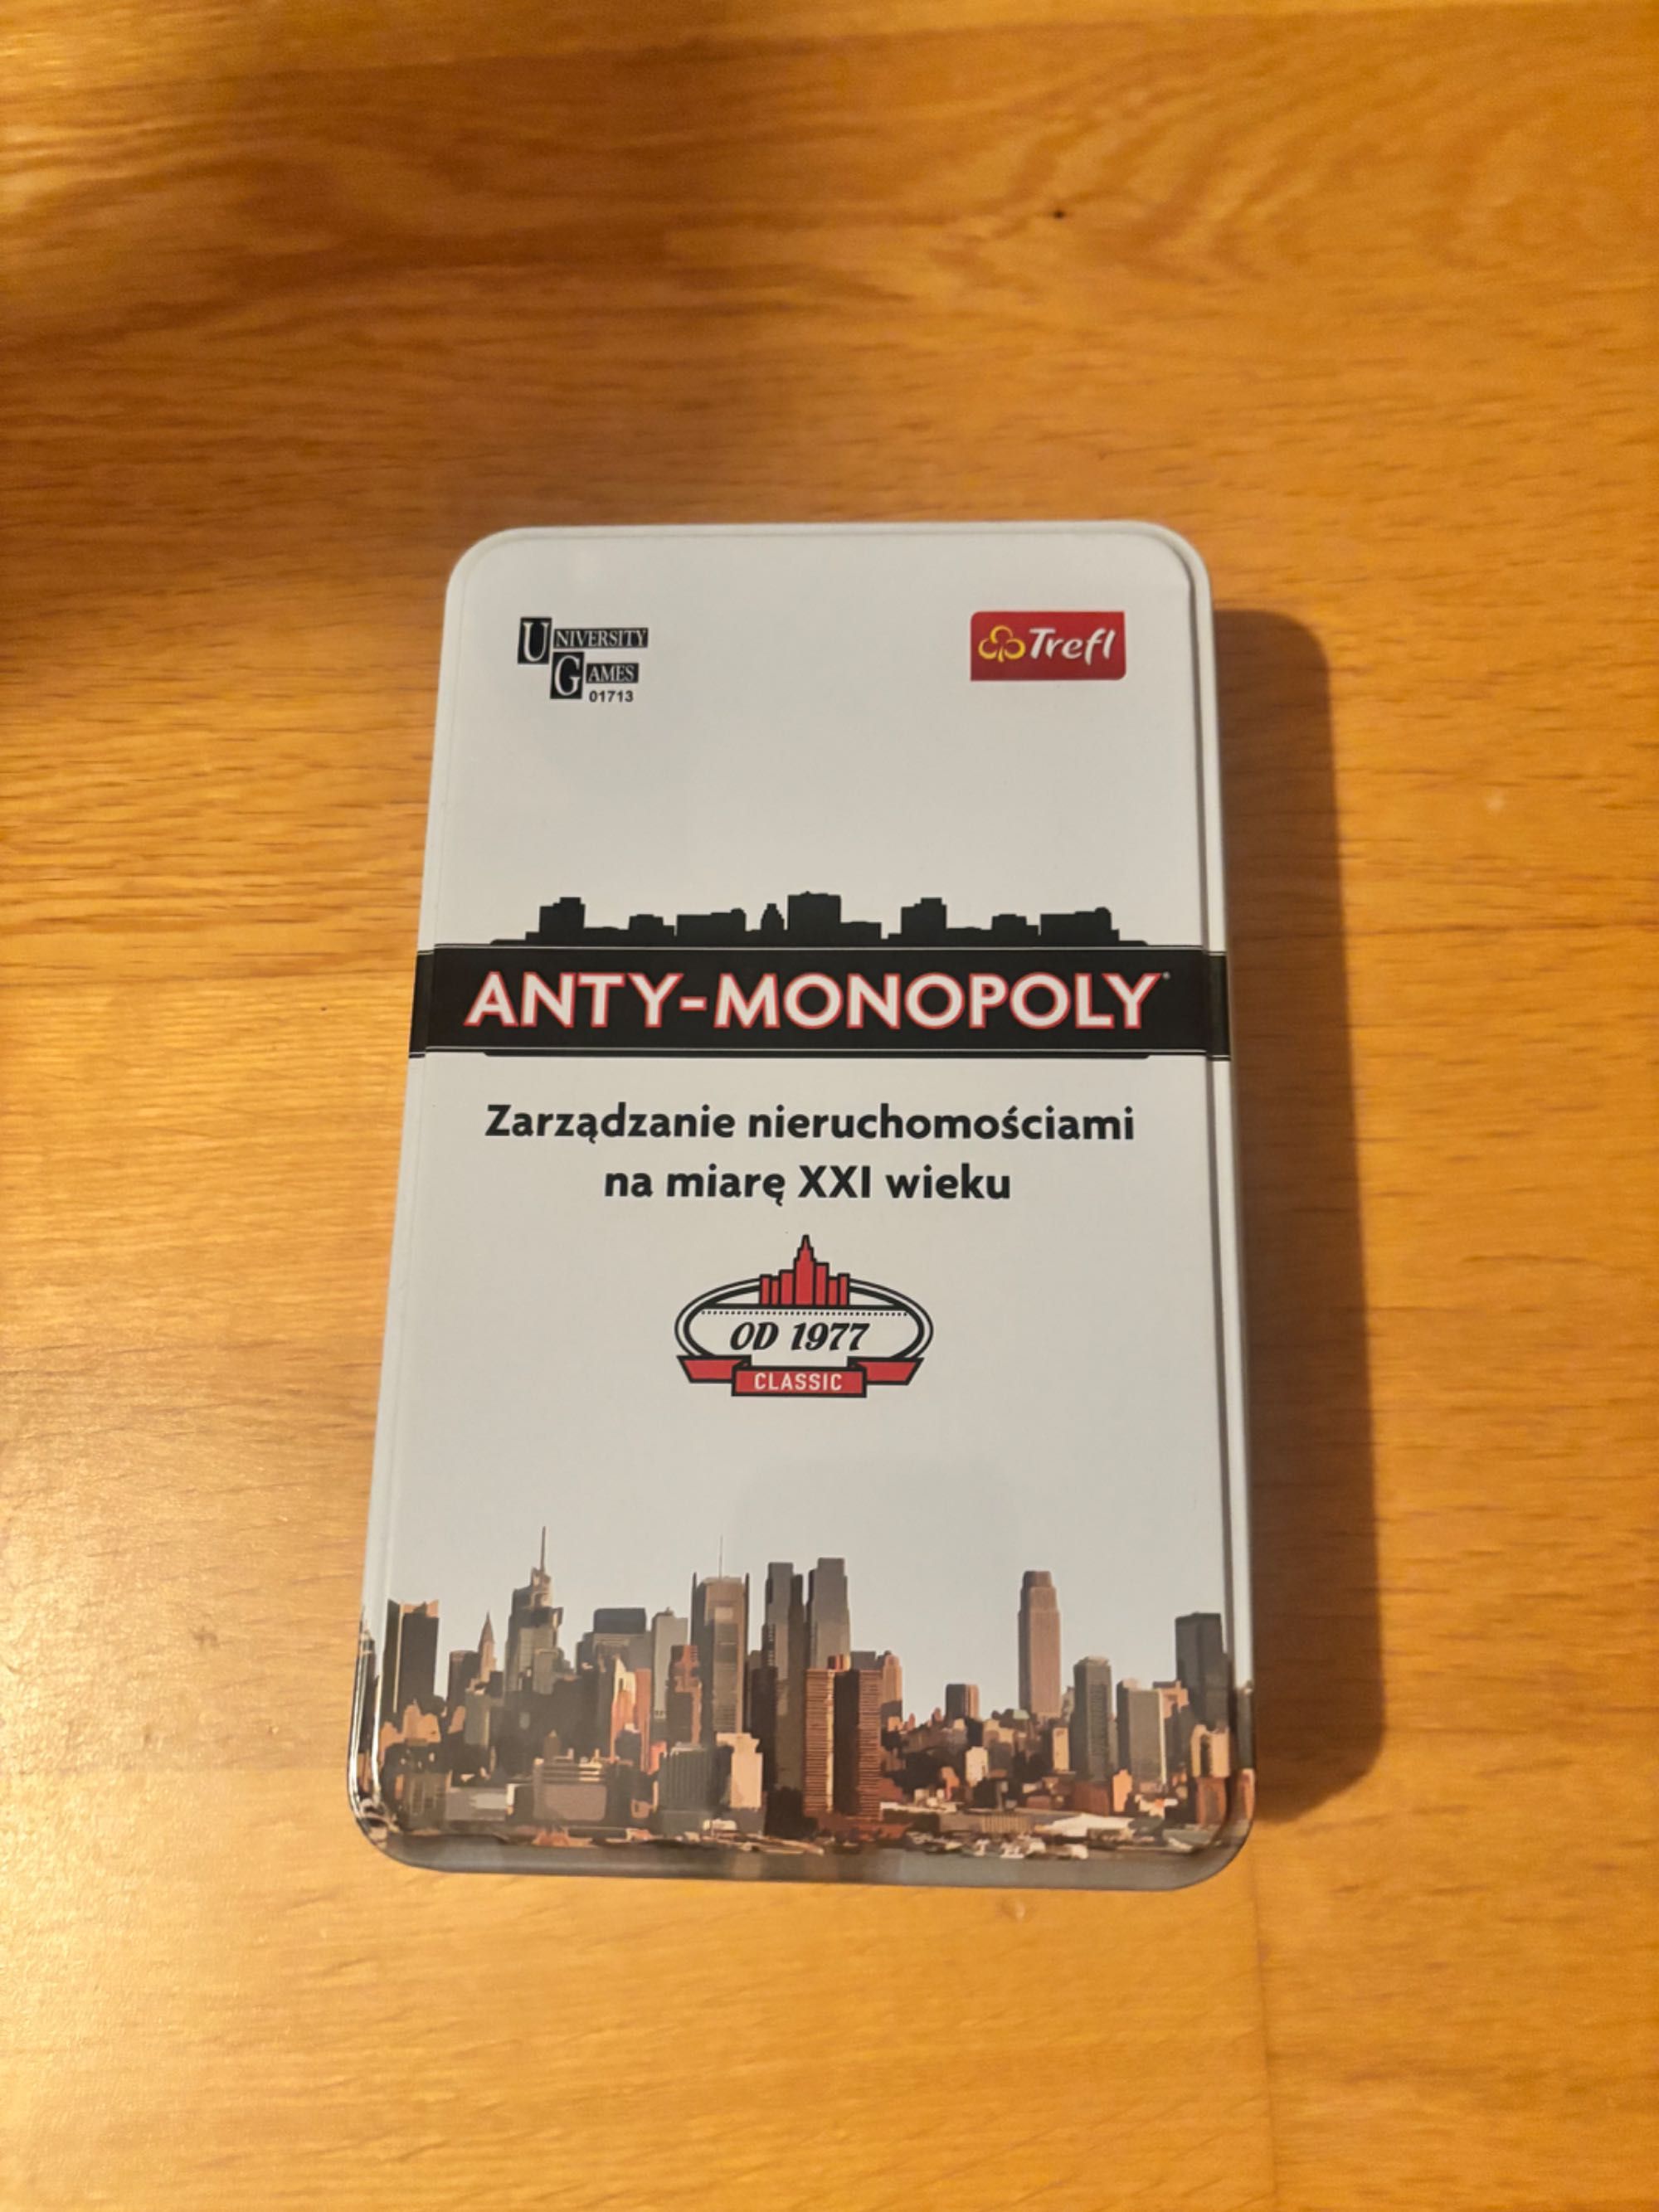 UNIVERSITY
GAMES
01713
Trefl
ANTY-MONOPOLY®
Zarządzanie nieruchomościami
na miarę XXI wieku
OD 1977
CLASSIC